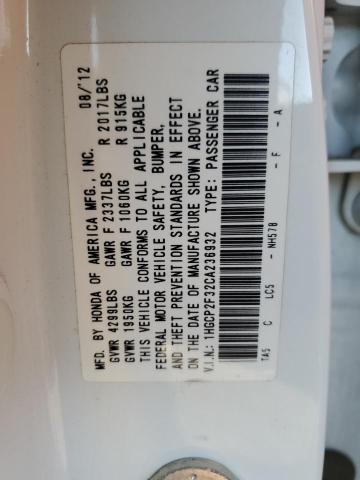 MFD. BY HONDA OF AMERICA MFG., INC. 08/'12
GVWR 4299LBS GAWR F 2337LBS R 2017LBS
GVWR 1950KG GAWR F 1060KG R 915KG
THIS VEHICLE CONFORMS TO ALL APPLICABLE
FEDERAL MOTOR VEHICLE SAFETY, BUMPER,
AND THEFT PREVENTION STANDARDS IN EFFECT
ON THE DATE OF MANUFACTURE SHOWN ABOVE.
V.I.N.: 1HGCP2F32CA236932 TYPE: PASSENGER CAR
TA5 C LC5 - NH578 - F - A